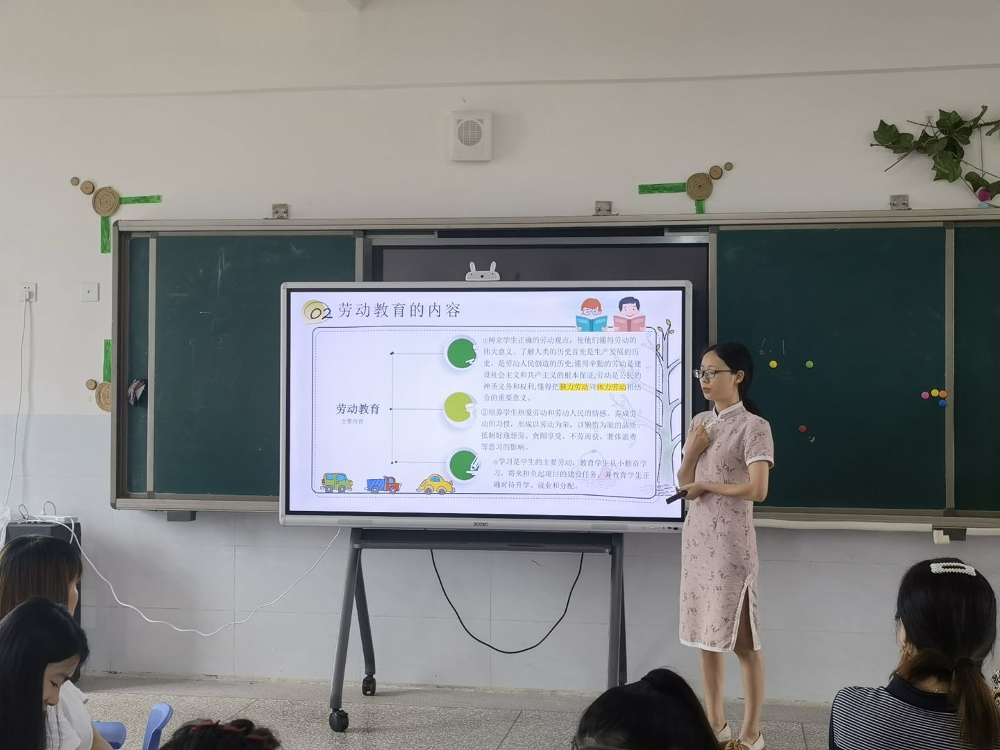 02 劳动教育的内容
劳动教育
主要内容
①树立学生正确的劳动观点，使他们懂得劳动的
伟大意义。了解人类的历史首先是生产发展的历
史，是劳动人民创造的历史;懂得辛勤的劳动是建
设社会主义和共产主义的根本保证;劳动是公民的
神圣义务和权利;懂得把脑力劳动同体力劳动相结
合的重要意义。
②培养学生热爱劳动和劳动人民的情感。养成劳
动的习惯，形成以劳动为荣，以懒惰为耻的品质。
抵制好逸恶劳、贪图享受、不劳而获、奢侈浪费
等恶习的影响。
③学习是学生的主要劳动，教育学生从小勤奋学
习，将来担负起艰巨的建设任务。并教育学生正
确对待升学、就业和分配。
seewo
6.1